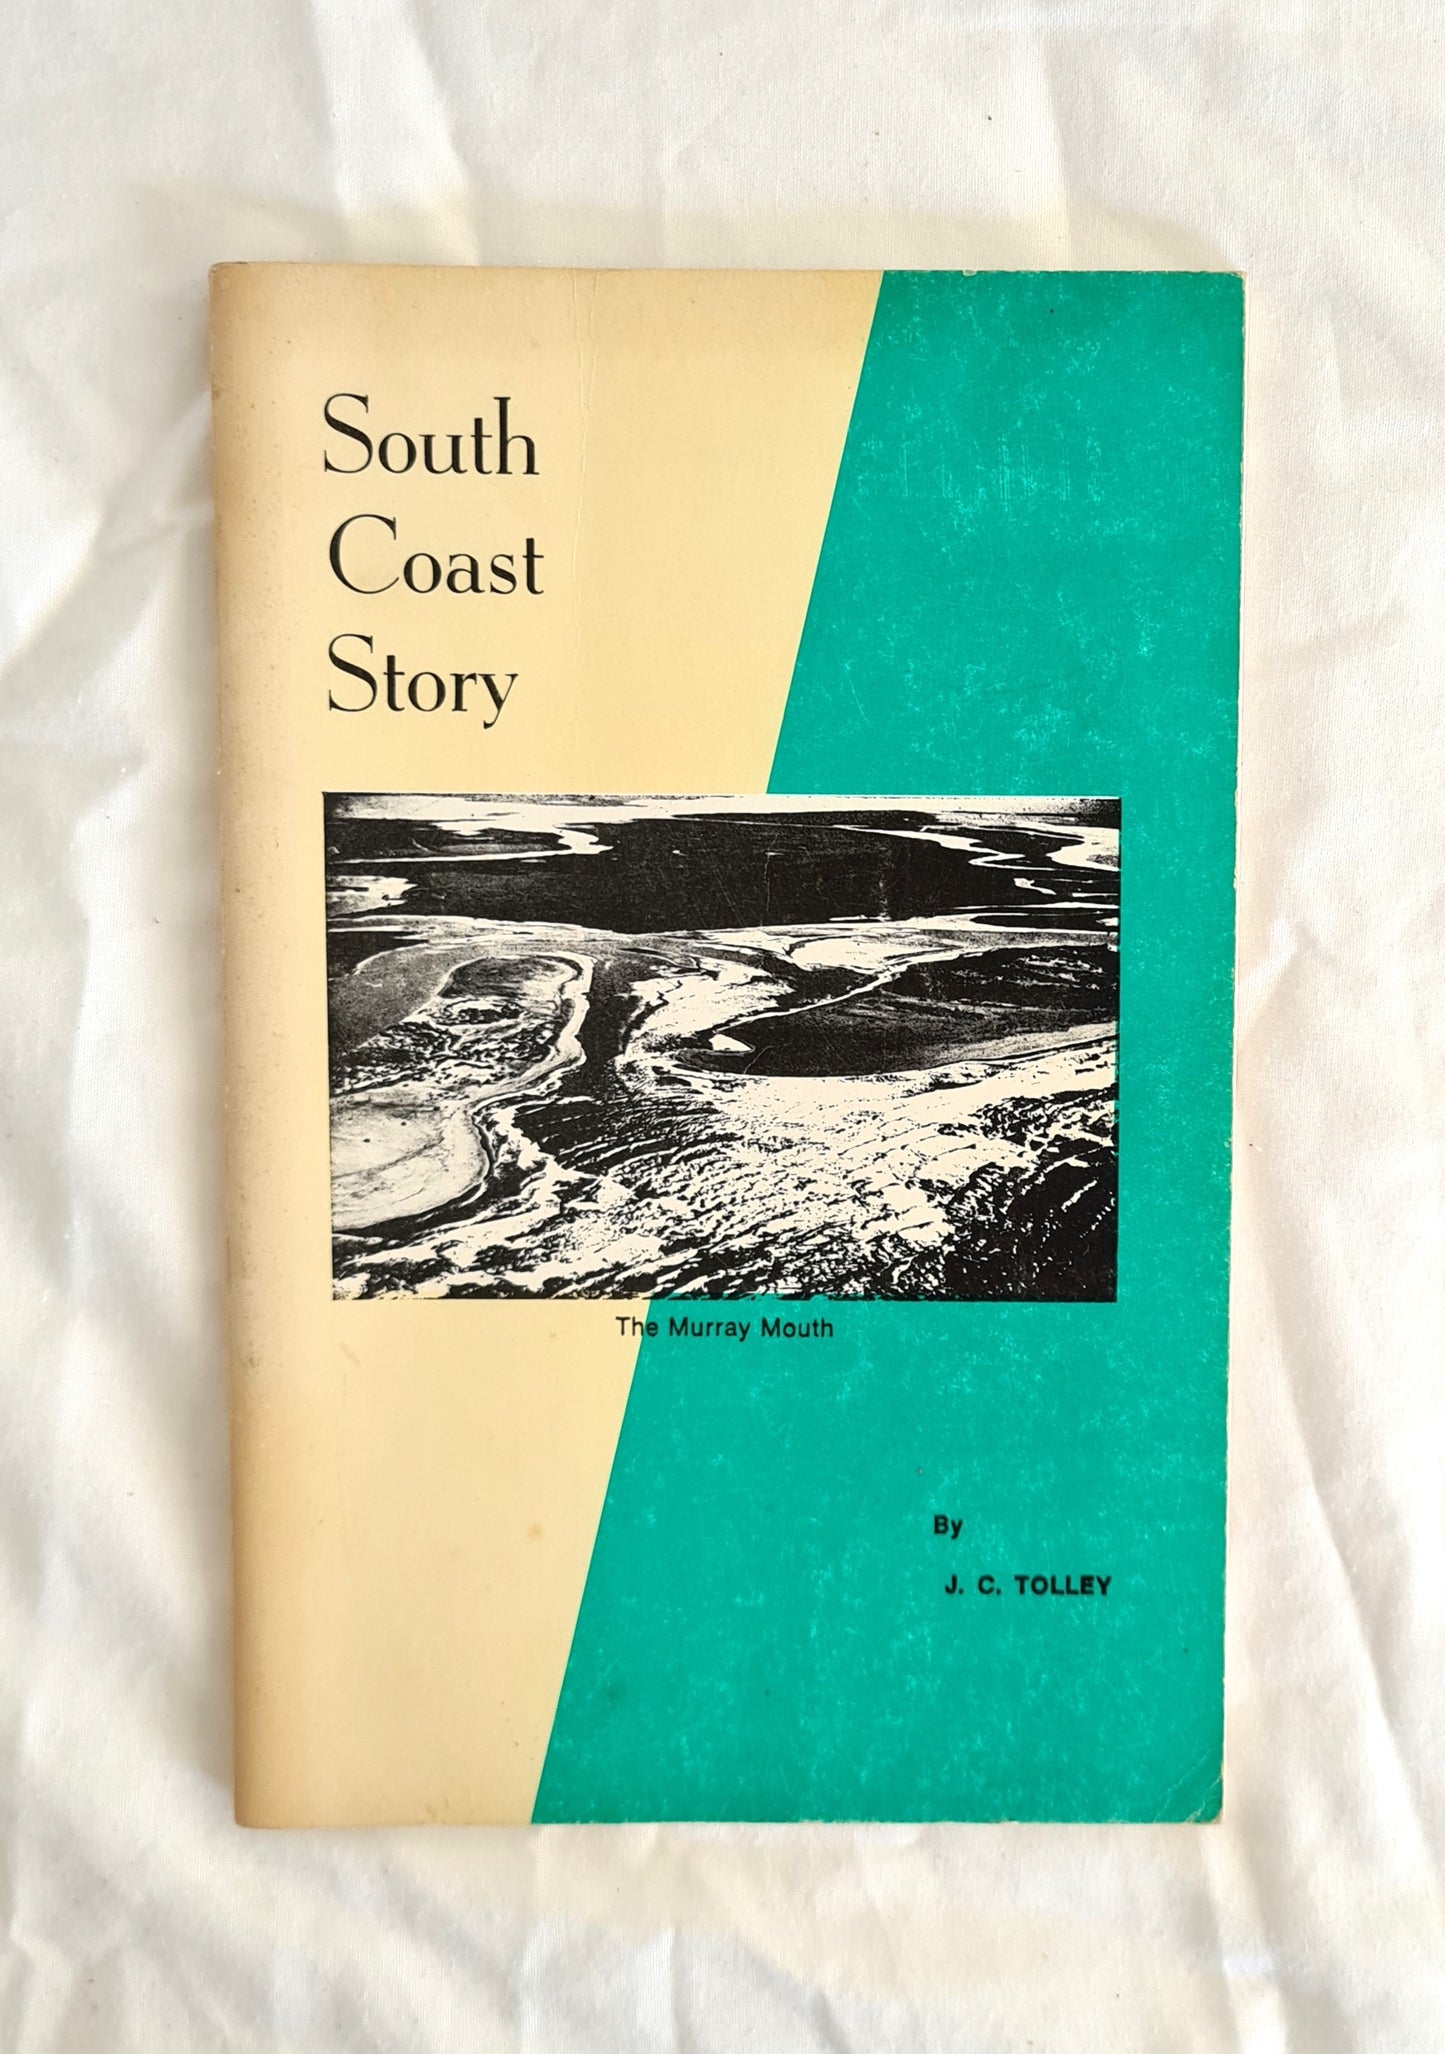 South
Coast
Story
The Murray Mouth
By
J. C. TOLLEY